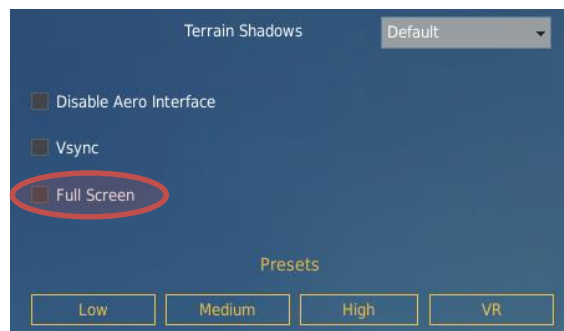 Terrain Shadows Default
Disable Aero Interface
Vsync
Full Screen
Presets
Low Medium High VR